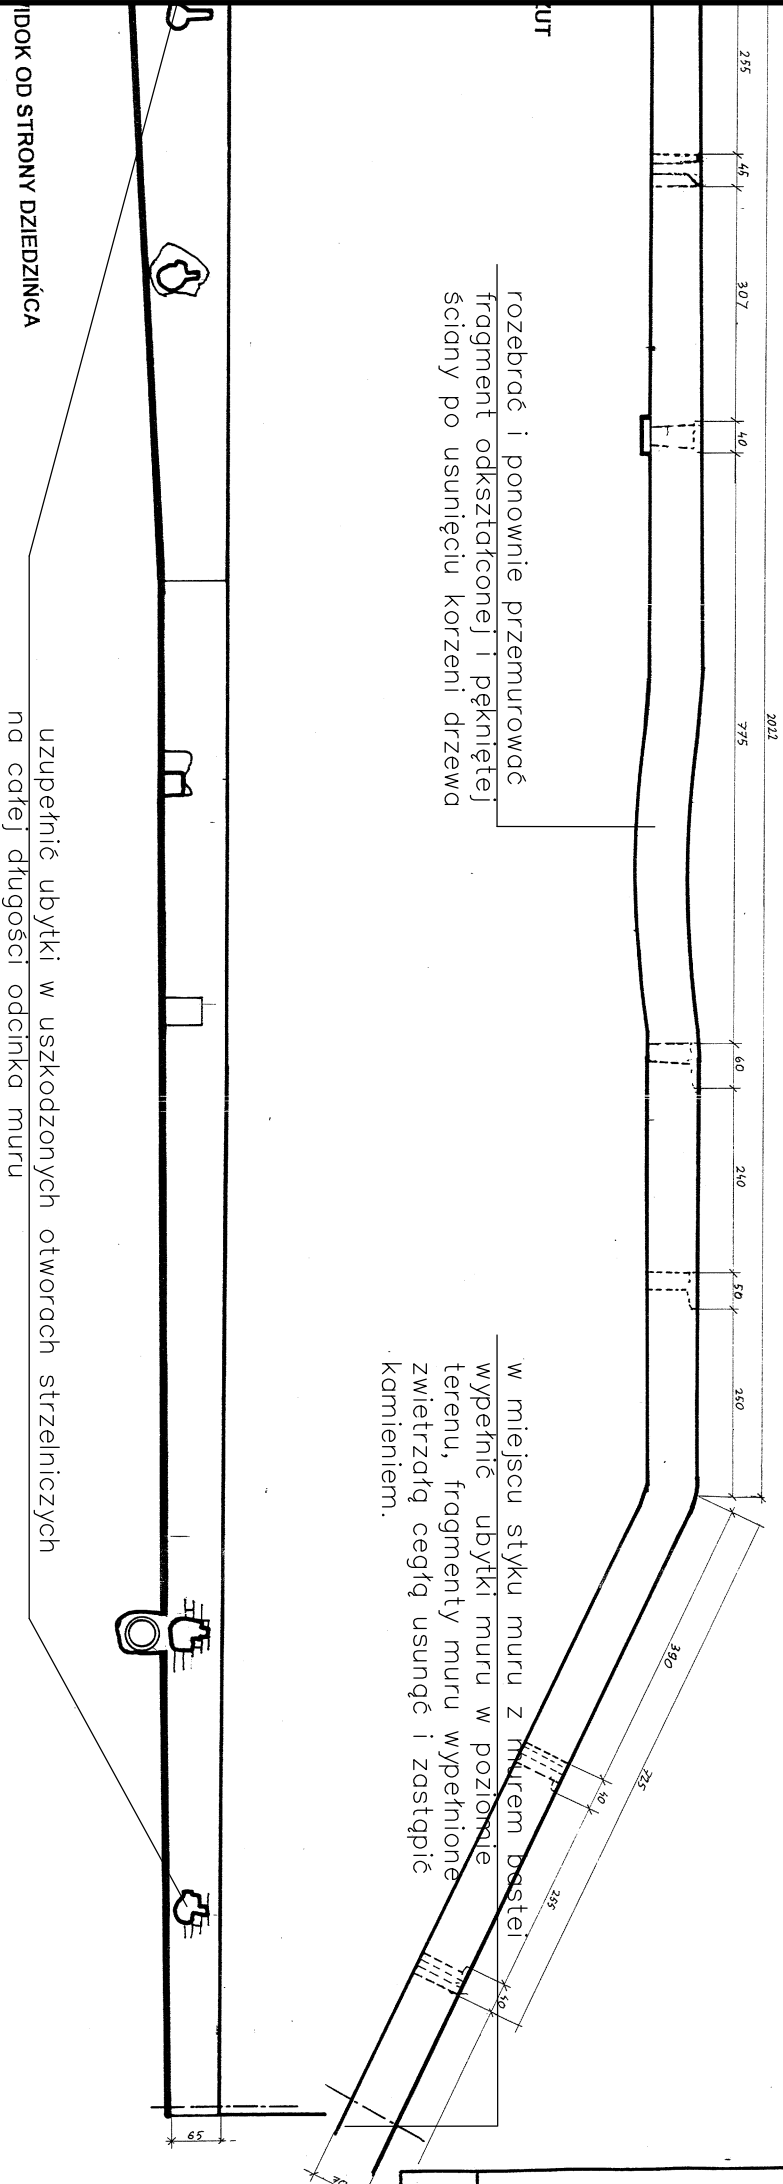 2022
255 45 307 40 775 60 240 50 250
390 40 255 40
725
ZUT
rozebrać i ponownie przemurować
fragment odkształconej i pękniętej
ściany po usunięciu korzeni drzewa
w miejscu styku muru z murem bastei
wypełnić ubytki muru w poziomie
terenu, fragmenty muru wypełnione
zwietrzałą cegłą usunąć i zastąpić
kamieniem.
65
uzupełnić ubytki w uszkodzonych otworach strzelniczych
na całej długości odcinka muru
WIDOK OD STRONY DZIEDZIŃCA